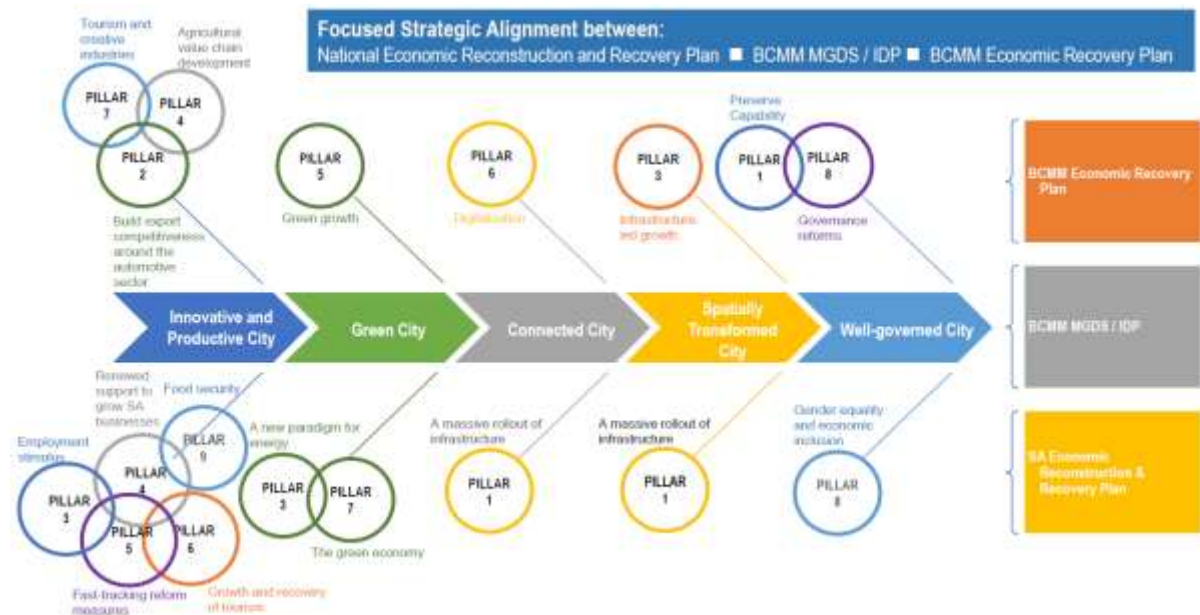 Focused Strategic Alignment between:
National Economic Reconstruction and Recovery Plan ■ BCMM MGDS / IDP ■ BCMM Economic Recovery Plan
Tourism and
creative
industries
Agricultural
value chain
development
PILLAR
7
PILLAR
4
PILLAR
2
Build export
competitiveness
around the
automotive
sector
PILLAR
5
Green growth
PILLAR
6
Digitalisation
PILLAR
3
Infrastructure
led growth
Preserve
Capability
PILLAR
1
PILLAR
8
Governance
reforms
BCMM Economic Recovery
Plan
Innovative and
Productive City
Green City
Connected City
Spatially
Transformed
City
Well-governed City
BCMM MGDS / IDP
Renewed
support to
grow SA
businesses
Food security
Employment
stimulus
PILLAR
9
PILLAR
4
PILLAR
PILLAR
5
PILLAR
6
Fast-tracking reform
measures
Growth and recovery
of tourism
A new paradigm for
energy
PILLAR
3
PILLAR
7
The green economy
A massive rollout of
infrastructure
PILLAR
1
A massive rollout of
infrastructure
PILLAR
1
Gender equality
and economic
inclusion
PILLAR
8
SA Economic
Reconstruction &
Recovery Plan